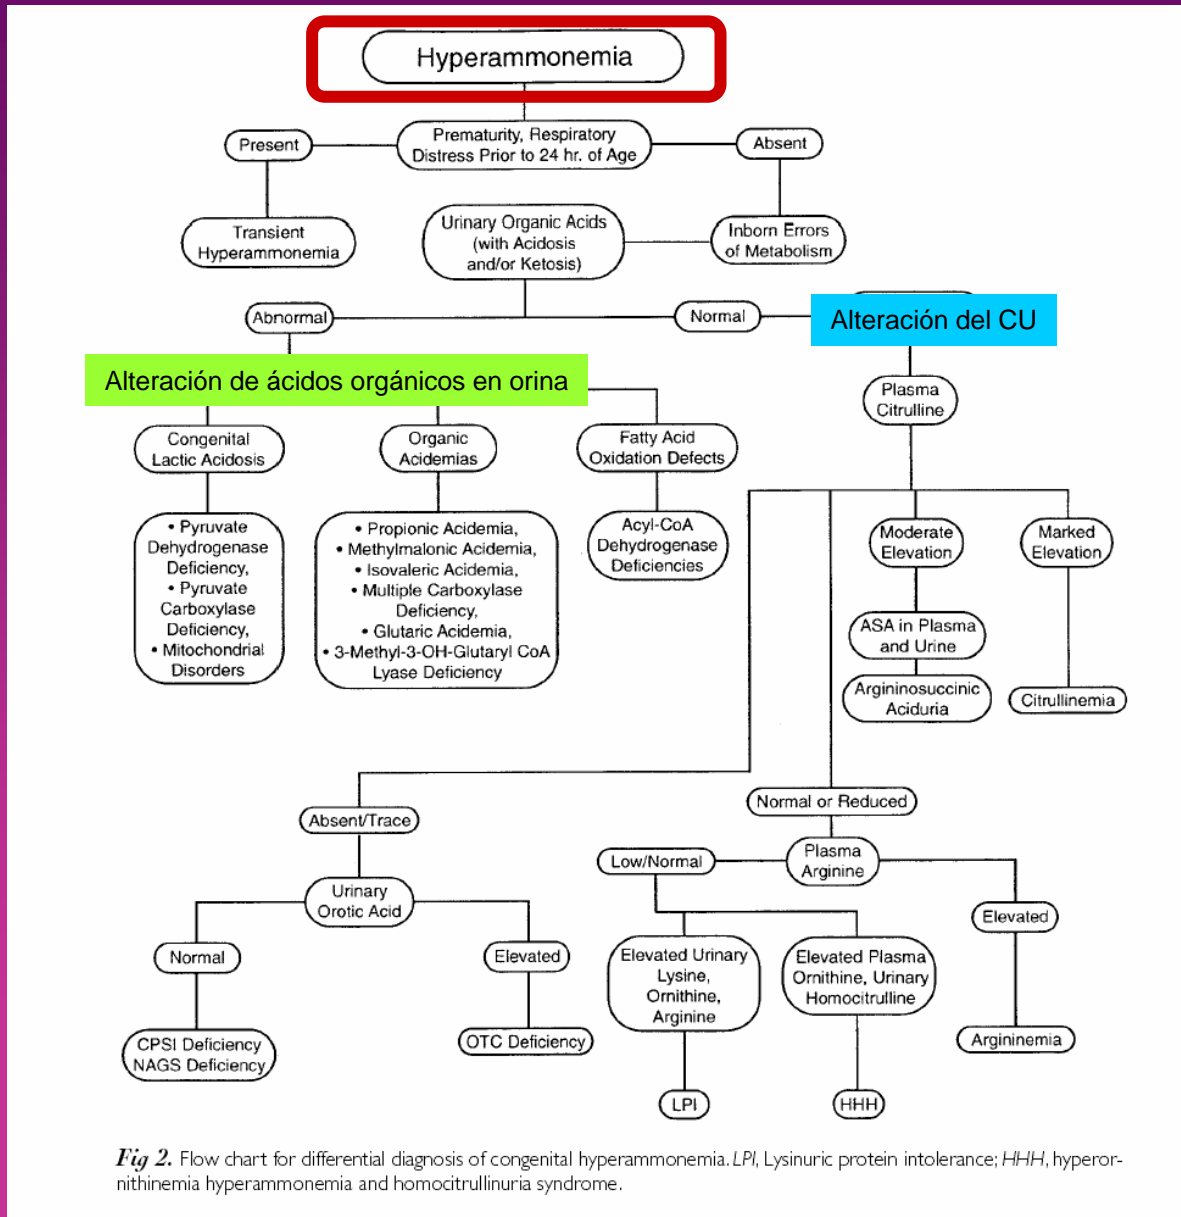 Hyperammonemia
Prematurity, Respiratory
Distress Prior to 24 hr. of Age
Present
Absent
Transient
Hyperammonemia
Urinary Organic Acids
(with Acidosis
and/or Ketosis)
Inborn Errors
of Metabolism
Abnormal
Normal
Alteración del CU
Alteración de ácidos orgánicos en orina
Plasma
Citrulline
Congenital
Lactic Acidosis
Organic
Acidemias
Fatty Acid
Oxidation Defects
• Pyruvate
Dehydrogenase
Deficiency,
• Pyruvate
Carboxylase
Deficiency,
• Mitochondrial
Disorders
• Propionic Acidemia,
• Methylmalonic Acidemia,
• Isovaleric Acidemia,
• Multiple Carboxylase
Deficiency,
• Glutaric Acidemia,
• 3-Methyl-3-OH-Glutaryl CoA
Lyase Deficiency
Acyl-CoA
Dehydrogenase
Deficiencies
Moderate
Elevation
Marked
Elevation
ASA in Plasma
and Urine
Argininosuccinic
Aciduria
Citrullinemia
Absent/Trace
Normal or Reduced
Urinary
Orotic Acid
Low/Normal
Plasma
Arginine
Elevated
Normal
Elevated
Elevated Urinary
Lysine,
Ornithine,
Arginine
Elevated Plasma
Ornithine, Urinary
Homocitrulline
CPSI Deficiency
NAGS Deficiency
OTC Deficiency
Argininemia
LPI
HHH
Fig 2. Flow chart for differential diagnosis of congenital hyperammonemia. LPI, Lysinuric protein intolerance; HHH, hyperor-
nithinemia hyperammonemia and homocitrullinuria syndrome.